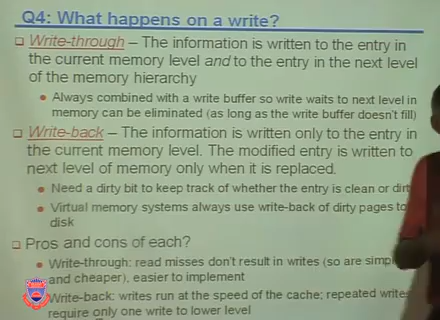 Q4: What happens on a write?
Write-through – The information is written to the entry in
the current memory level and to the entry in the next level
of the memory hierarchy
Always combined with a write buffer so write waits to next level in
memory can be eliminated (as long as the write buffer doesn't fill)
Write-back – The information is written only to the entry in
the current memory level. The modified entry is written to
next level of memory only when it is replaced.
Need a dirty bit to keep track of whether the entry is clean or dirt
Virtual memory systems always use write-back of dirty pages to
disk
Pros and cons of each?
Write-through: read misses don't result in writes (so are simpl
and cheaper), easier to implement
Write-back: writes run at the speed of the cache; repeated writes
require only one write to lower level